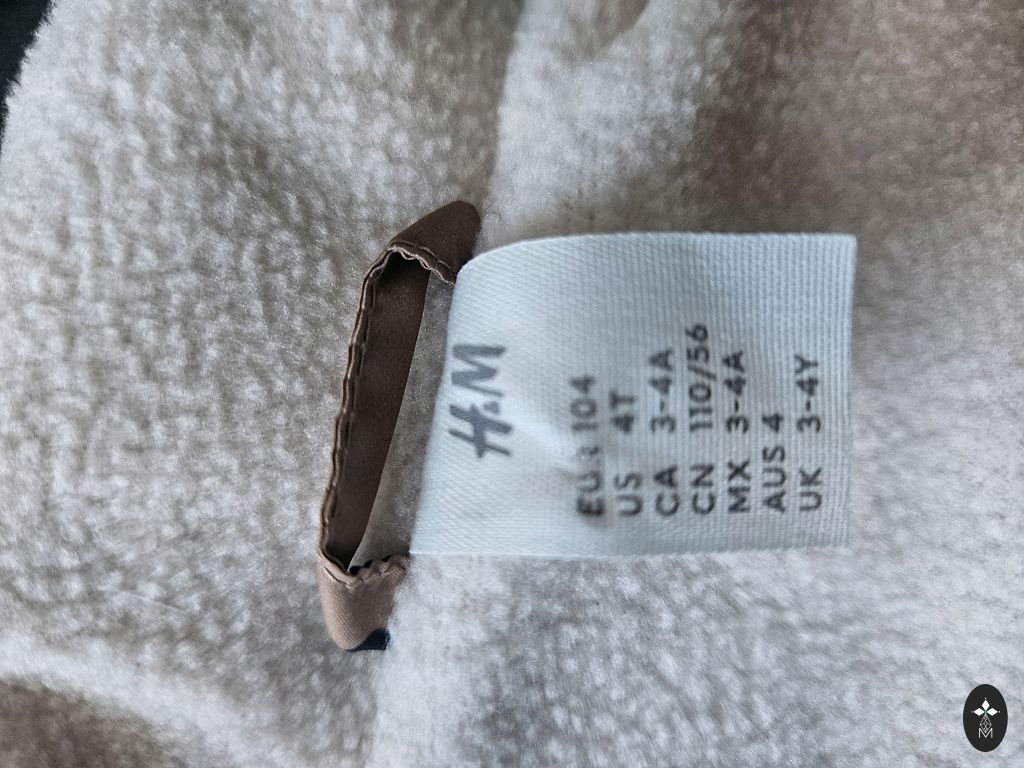 H&M
EUR 104
US 4T
CA 3-4A
CN 110/56
MX 3-4A
AUS 4
UK 3-4Y
M